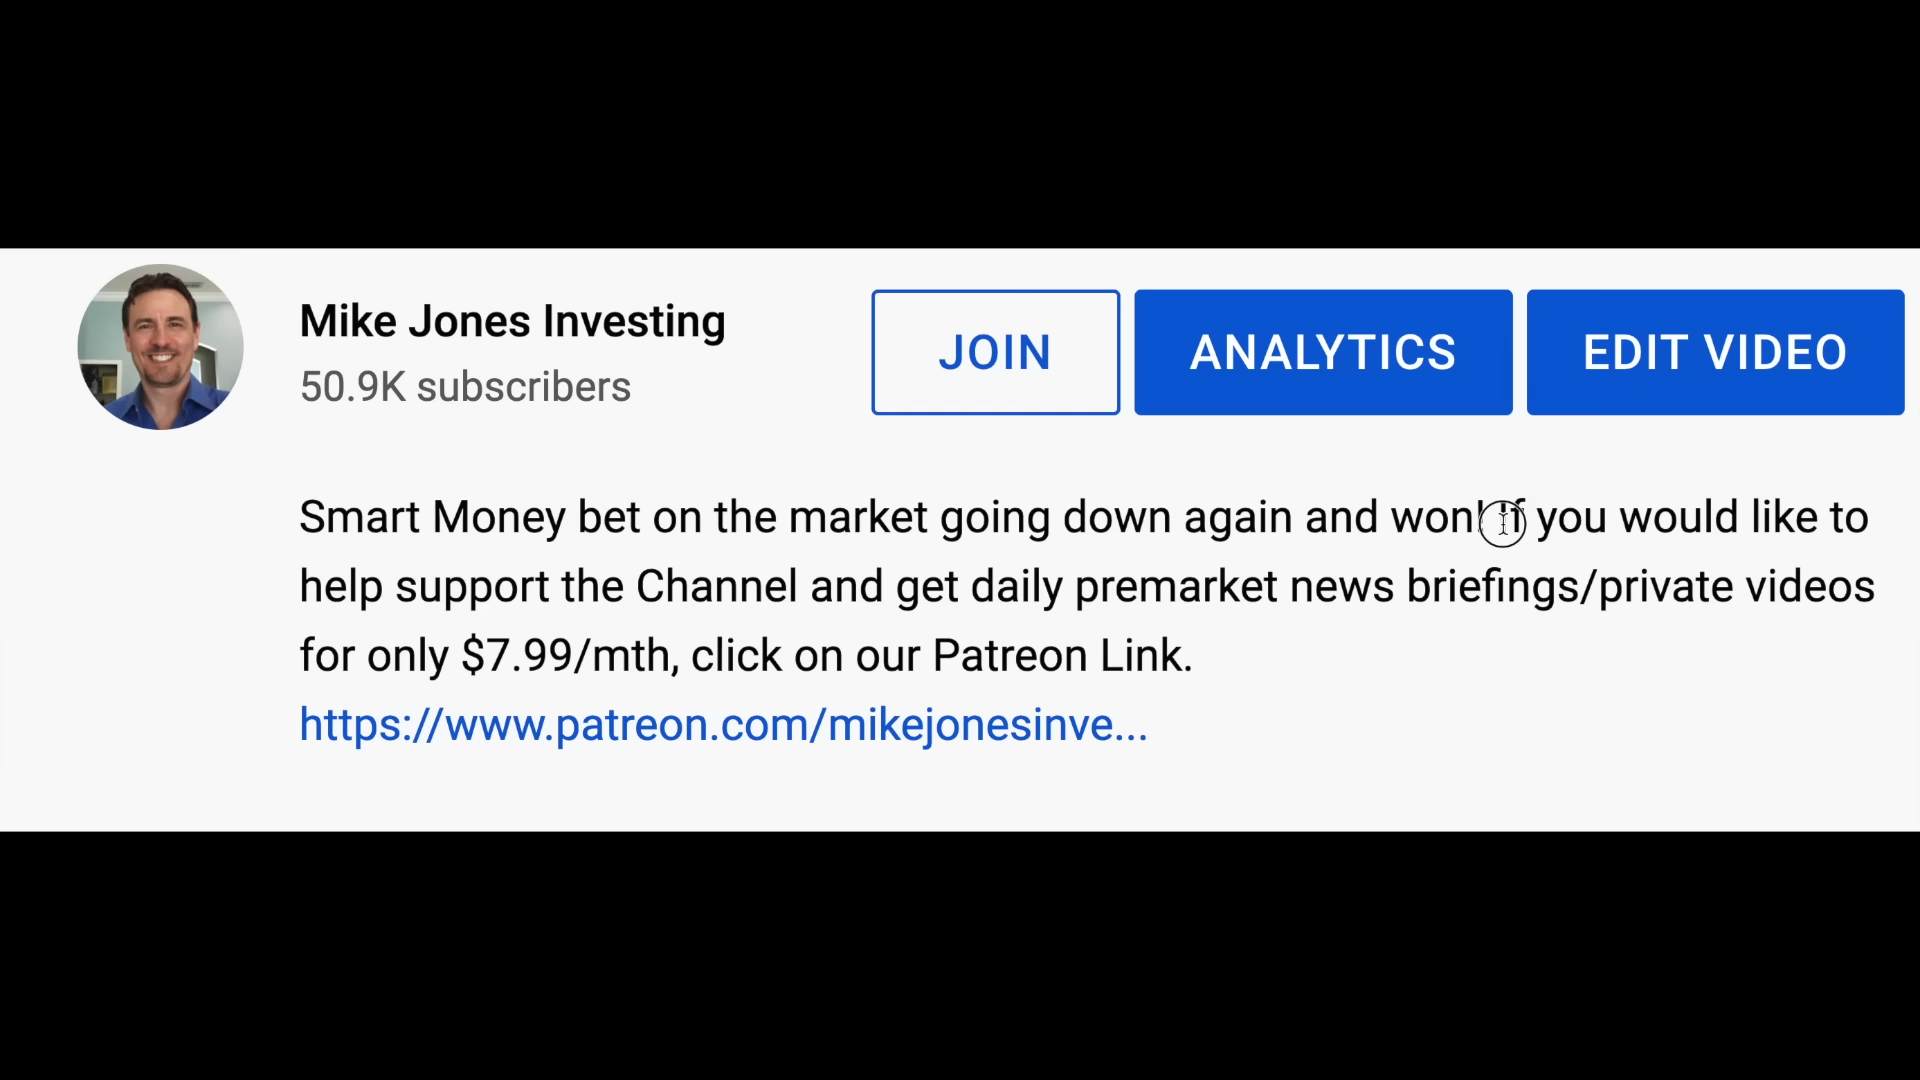 Mike Jones Investing
50.9K subscribers
JOIN
ANALYTICS
EDIT VIDEO
Smart Money bet on the market going down again and won! If you would like to
help support the Channel and get daily premarket news briefings/private videos
for only $7.99/mth, click on our Patreon Link.
https://www.patreon.com/mikejonesinve...